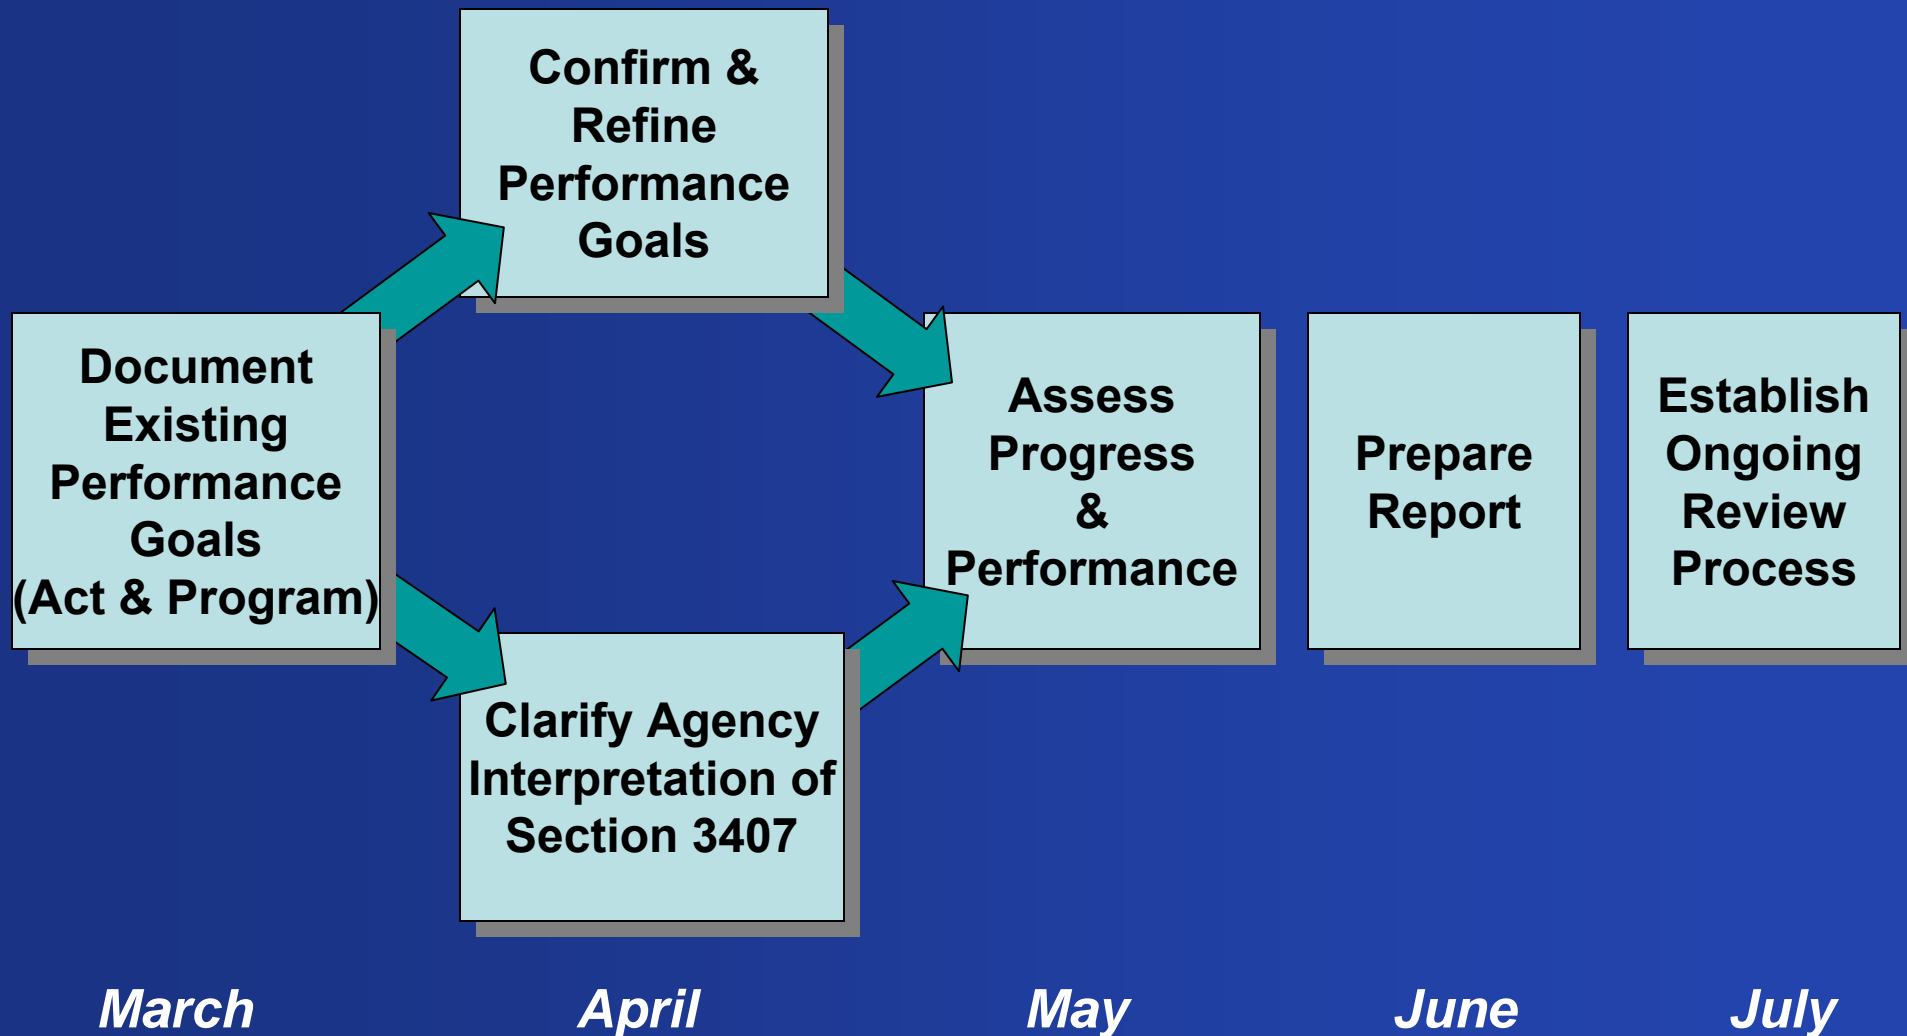 Confirm &
Refine
Performance
Goals
Document
Existing
Performance
Goals
(Act & Program)
Clarify Agency
Interpretation of
Section 3407
Assess
Progress
&
Performance
Prepare
Report
Establish
Ongoing
Review
Process
March
April
May
June
July